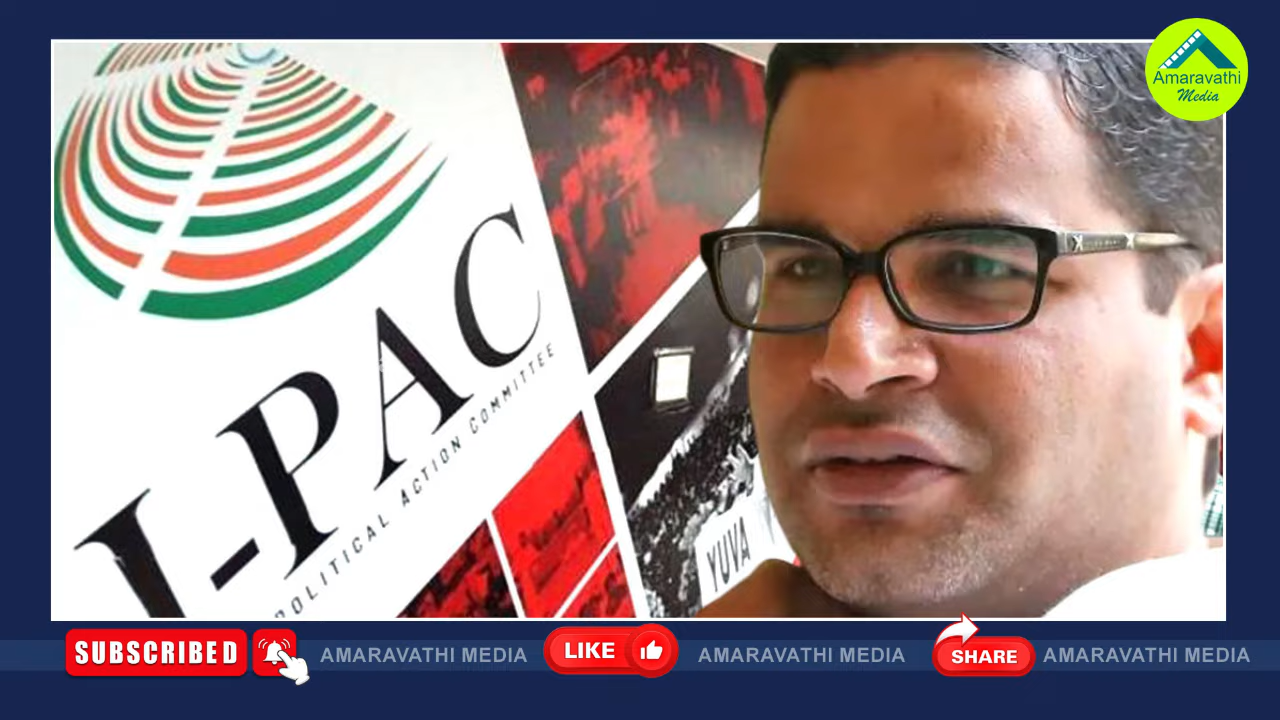 Amaravathi
Media
I-PAC
POLITICAL ACTION COMMITTEE
YUVA
SUBSCRIBED
AMARAVATHI MEDIA
LIKE
AMARAVATHI MEDIA
SHARE
AMARAVATHI MEDIA